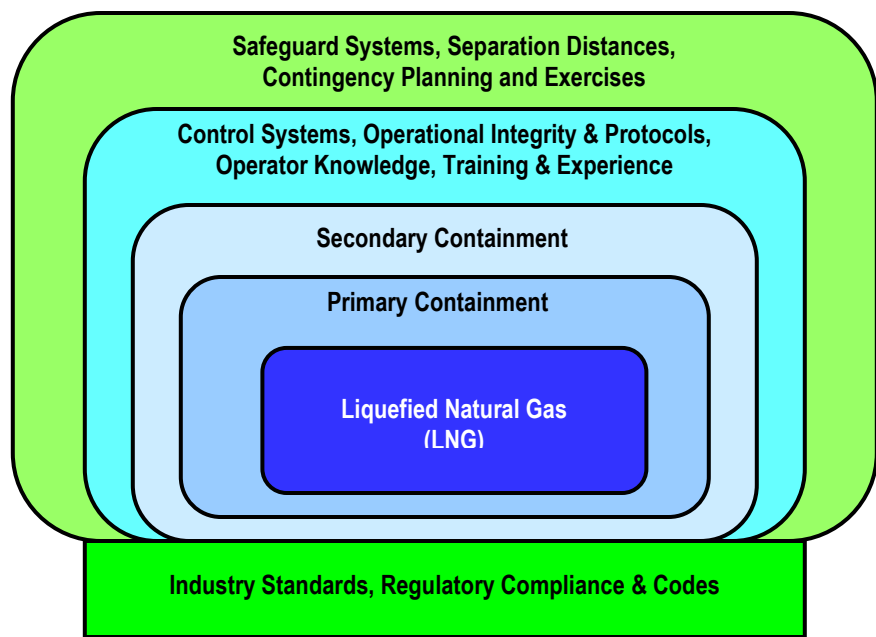 Safeguard Systems, Separation Distances,
Contingency Planning and Exercises
Control Systems, Operational Integrity & Protocols,
Operator Knowledge, Training & Experience
Secondary Containment
Primary Containment
Liquefied Natural Gas
(LNG)
Industry Standards, Regulatory Compliance & Codes